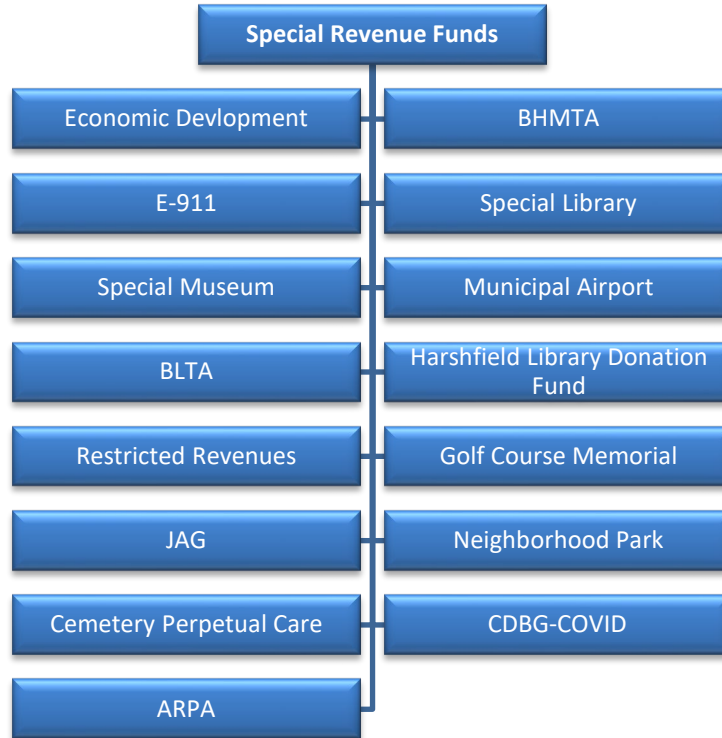 Special Revenue Funds
Economic Devlopment
BHMTA
E-911
Special Library
Special Museum
Municipal Airport
BLTA
Harshfield Library Donation
Fund
Restricted Revenues
Golf Course Memorial
JAG
Neighborhood Park
Cemetery Perpetual Care
CDBG-COVID
ARPA